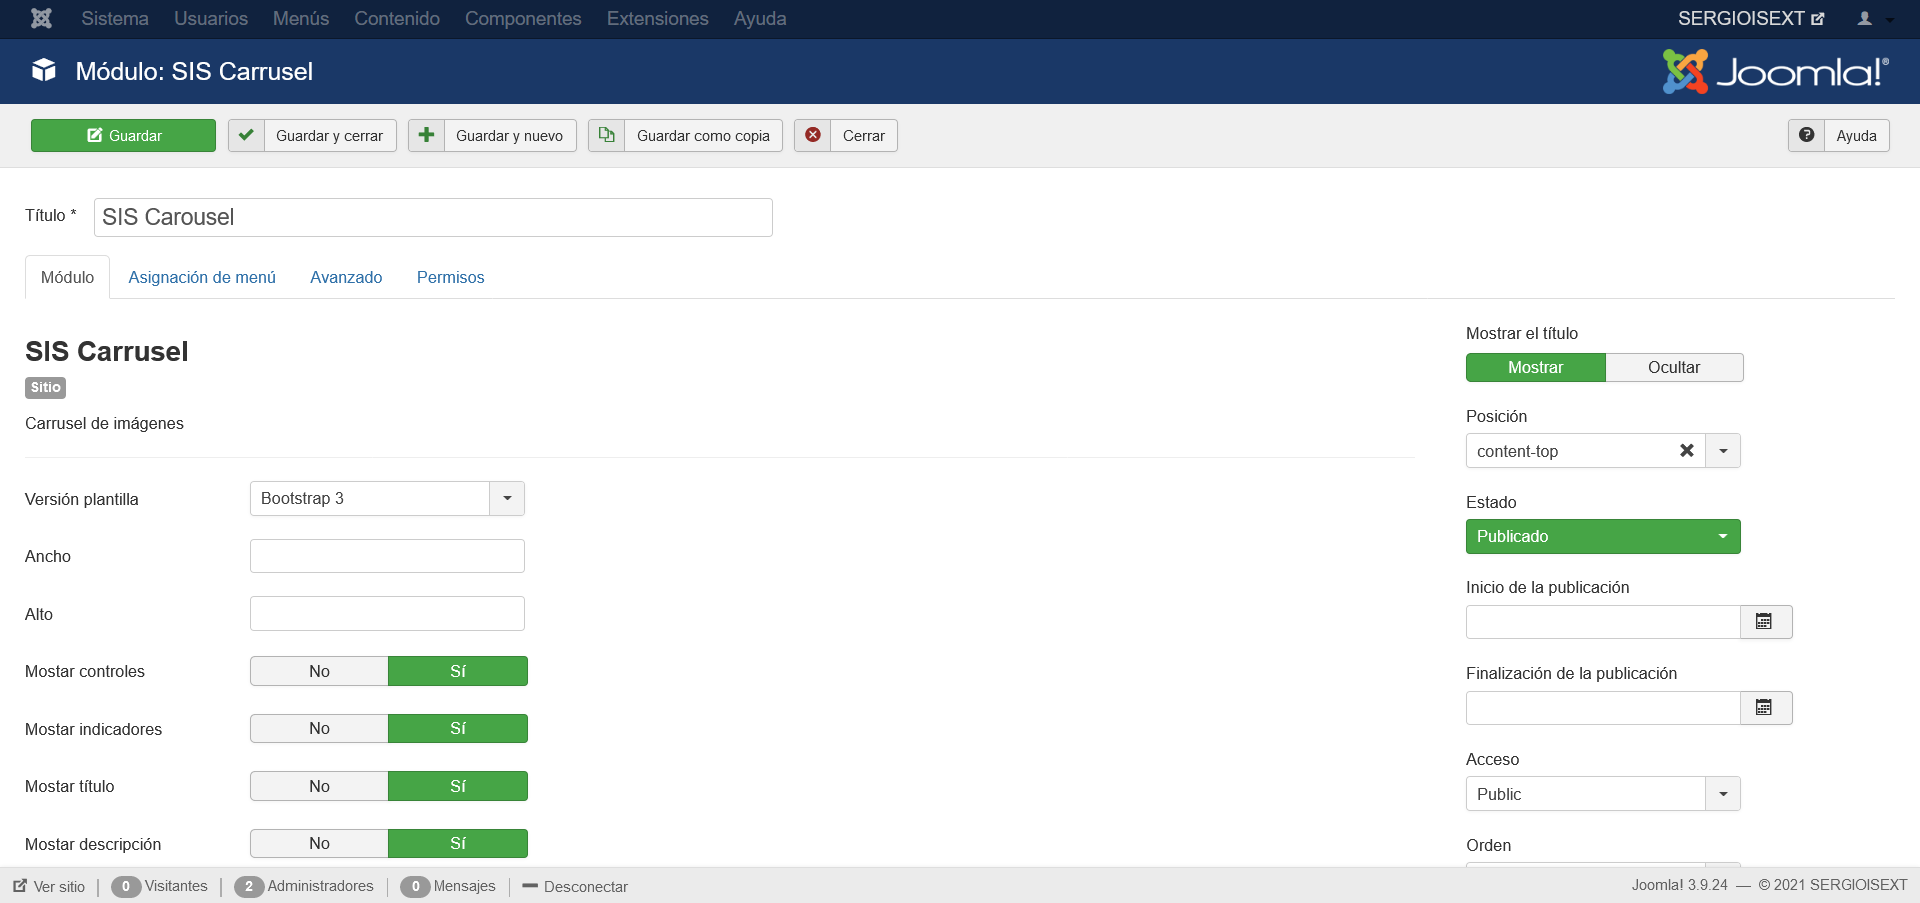 Sistema Usuarios Menús Contenido Componentes Extensiones Ayuda SERGIOISEXT
Módulo: SIS Carrusel Joomla!®
Guardar Guardar y cerrar Guardar y nuevo Guardar como copia Cerrar Ayuda
Título * SIS Carousel
Módulo Asignación de menú Avanzado Permisos
SIS Carrusel
Sitio
Carrusel de imágenes
Versión plantilla Bootstrap 3
Ancho
Alto
Mostar controles No Sí
Mostar indicadores No Sí
Mostar título No Sí
Mostar descripción No Sí
Mostrar el título
Mostrar Ocultar
Posición
content-top
Estado
Publicado
Inicio de la publicación
Finalización de la publicación
Acceso
Public
Orden
Ver sitio 0 Visitantes 2 Administradores 0 Mensajes Desconectar Joomla! 3.9.24 — © 2021 SERGIOISEXT